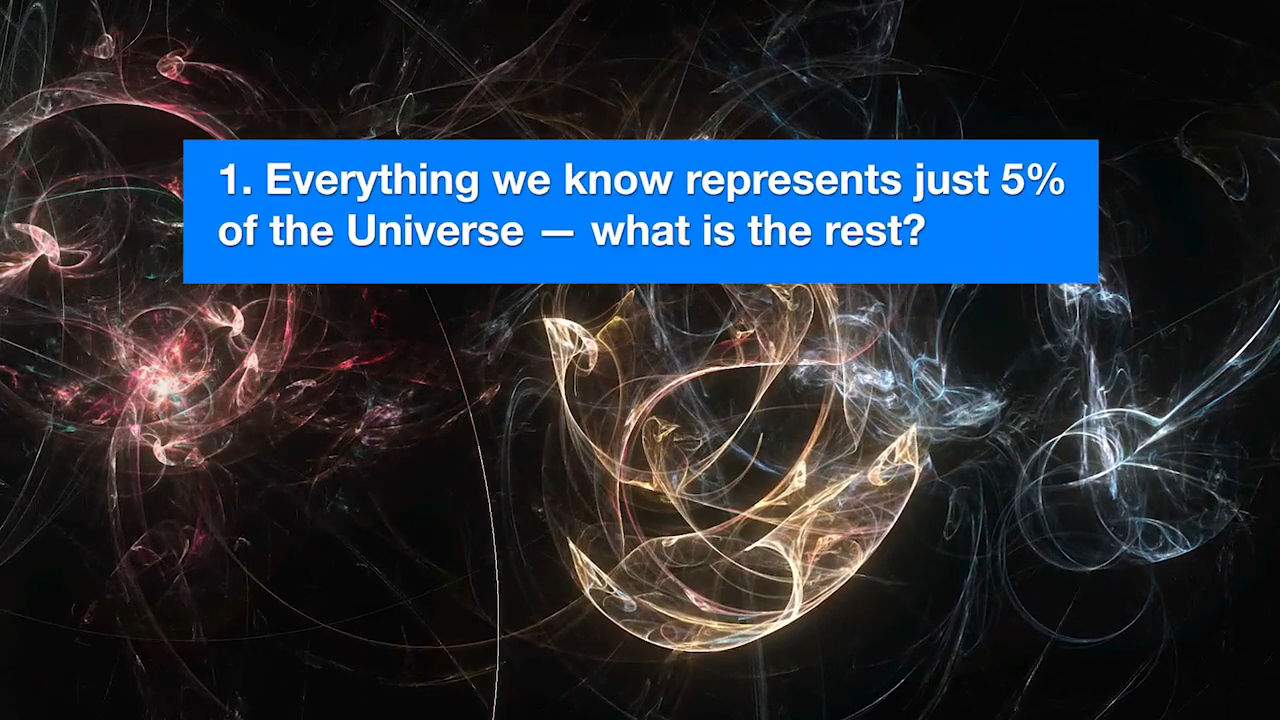 1. Everything we know represents just 5%
of the Universe — what is the rest?